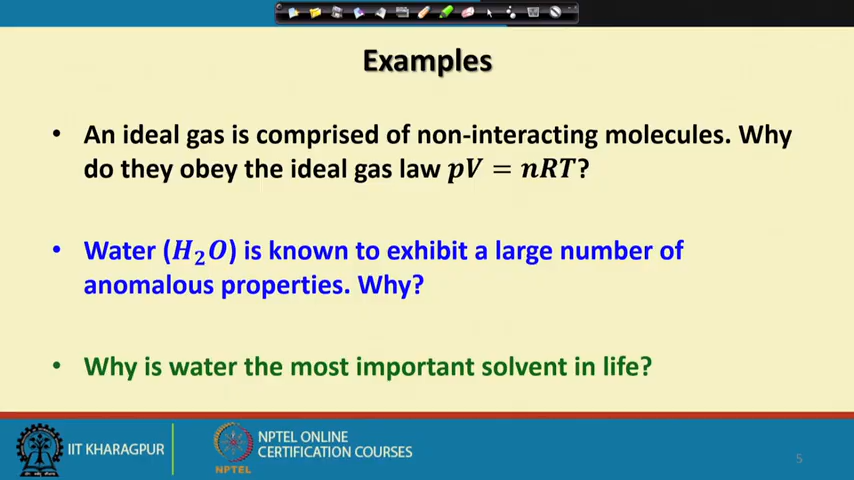 Examples
• An ideal gas is comprised of non-interacting molecules. Why
do they obey the ideal gas law pV = nRT?
• Water (H₂O) is known to exhibit a large number of
anomalous properties. Why?
• Why is water the most important solvent in life?
IIT KHARAGPUR
NPTEL
NPTEL ONLINE
CERTIFICATION COURSES
5